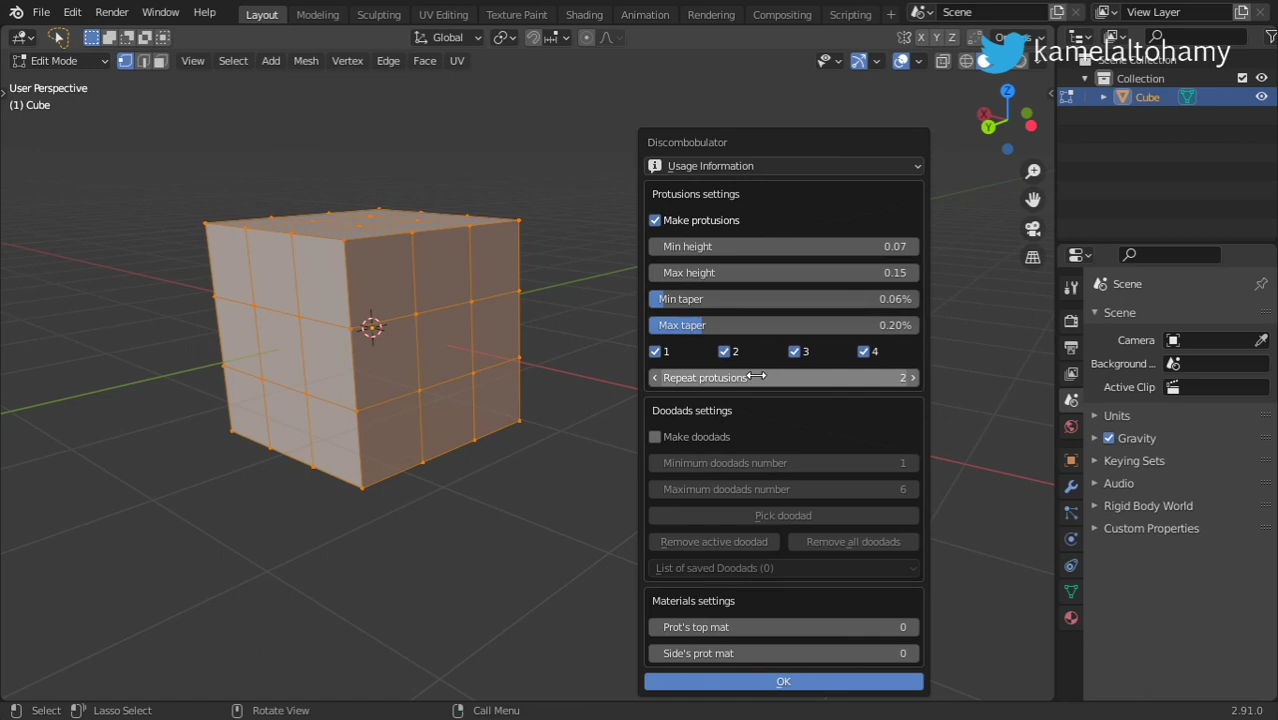 File Edit Render Window Help Layout Modeling Sculpting UV Editing Texture Paint Shading Animation Rendering Compositing Scripting + Scene View Layer
Global X Y Z
kamelaltohamy
Edit Mode View Select Add Mesh Vertex Edge Face UV
User Perspective
(1) Cube
Collection
Cube
Z
X
Y
Discombobulator
Usage Information
Protusions settings
Make protusions
Min height 0.07
Max height 0.15
Min taper 0.06%
Max taper 0.20%
1 2 3 4
Repeat protusions 2
Doodads settings
Make doodads
Minimum doodads number 1
Maximum doodads number 6
Pick doodad
Remove active doodad Remove all doodads
List of saved Doodads (0)
Materials settings
Prot's top mat 0
Side's prot mat 0
OK
Scene
Scene
Camera
Background...
Active Clip
Units
Gravity
Keying Sets
Audio
Rigid Body World
Custom Properties
Select Lasso Select Rotate View Call Menu 2.91.0